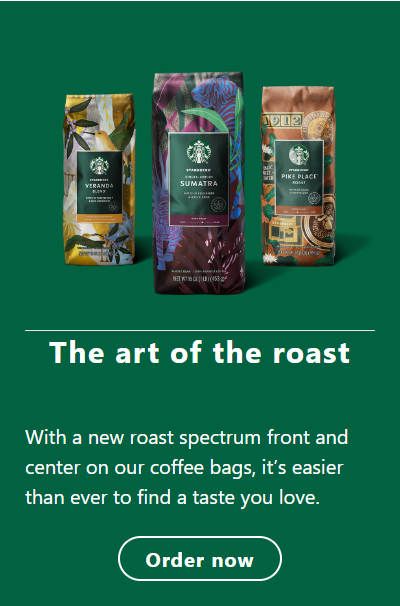 STARBUCKS
VERANDA
BLEND
STARBUCKS
SUMATRA
WHOLE BEAN
NET WT 16 OZ (1 LB) (453 g)
1912
STARBUCKS
PIKE PLACE
ROAST
The art of the roast
With a new roast spectrum front and
center on our coffee bags, it’s easier
than ever to find a taste you love.
Order now